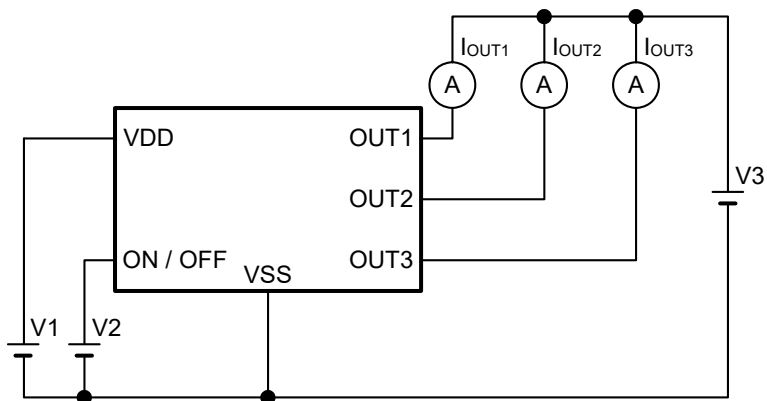 IOUT1 IOUT2 IOUT3
A A A
VDD OUT1
OUT2
V3
ON / OFF OUT3
VSS
V1 V2